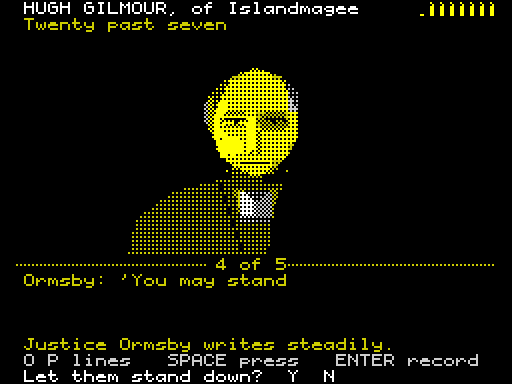 HUGH GILMOUR, of Islandmagee
Twenty past seven
4 of 5
Ormsby: 'You may stand
Justice Ormsby writes steadily.
O P lines   SPACE press   ENTER record
Let them stand down?  Y  N